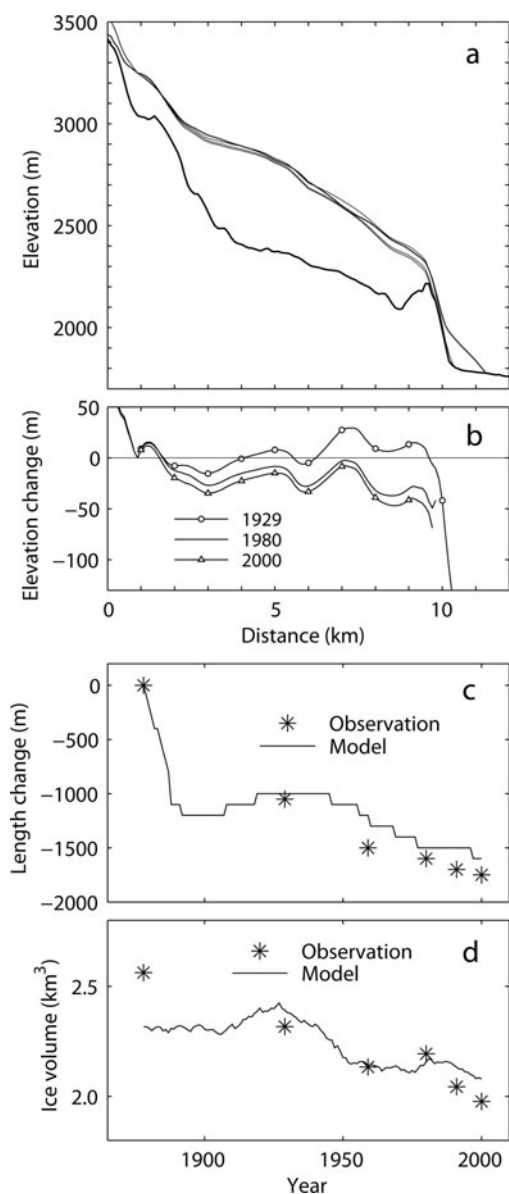 3500
3000
2500
2000
Elevation (m)
a
50
0
−50
−100
Elevation change (m)
b
1929
1980
2000
0
5
10
Distance (km)
0
−500
−1000
−1500
−2000
Length change (m)
c
Observation
Model
2.5
2.0
Ice volume (km³)
d
Observation
Model
1900
1950
2000
Year